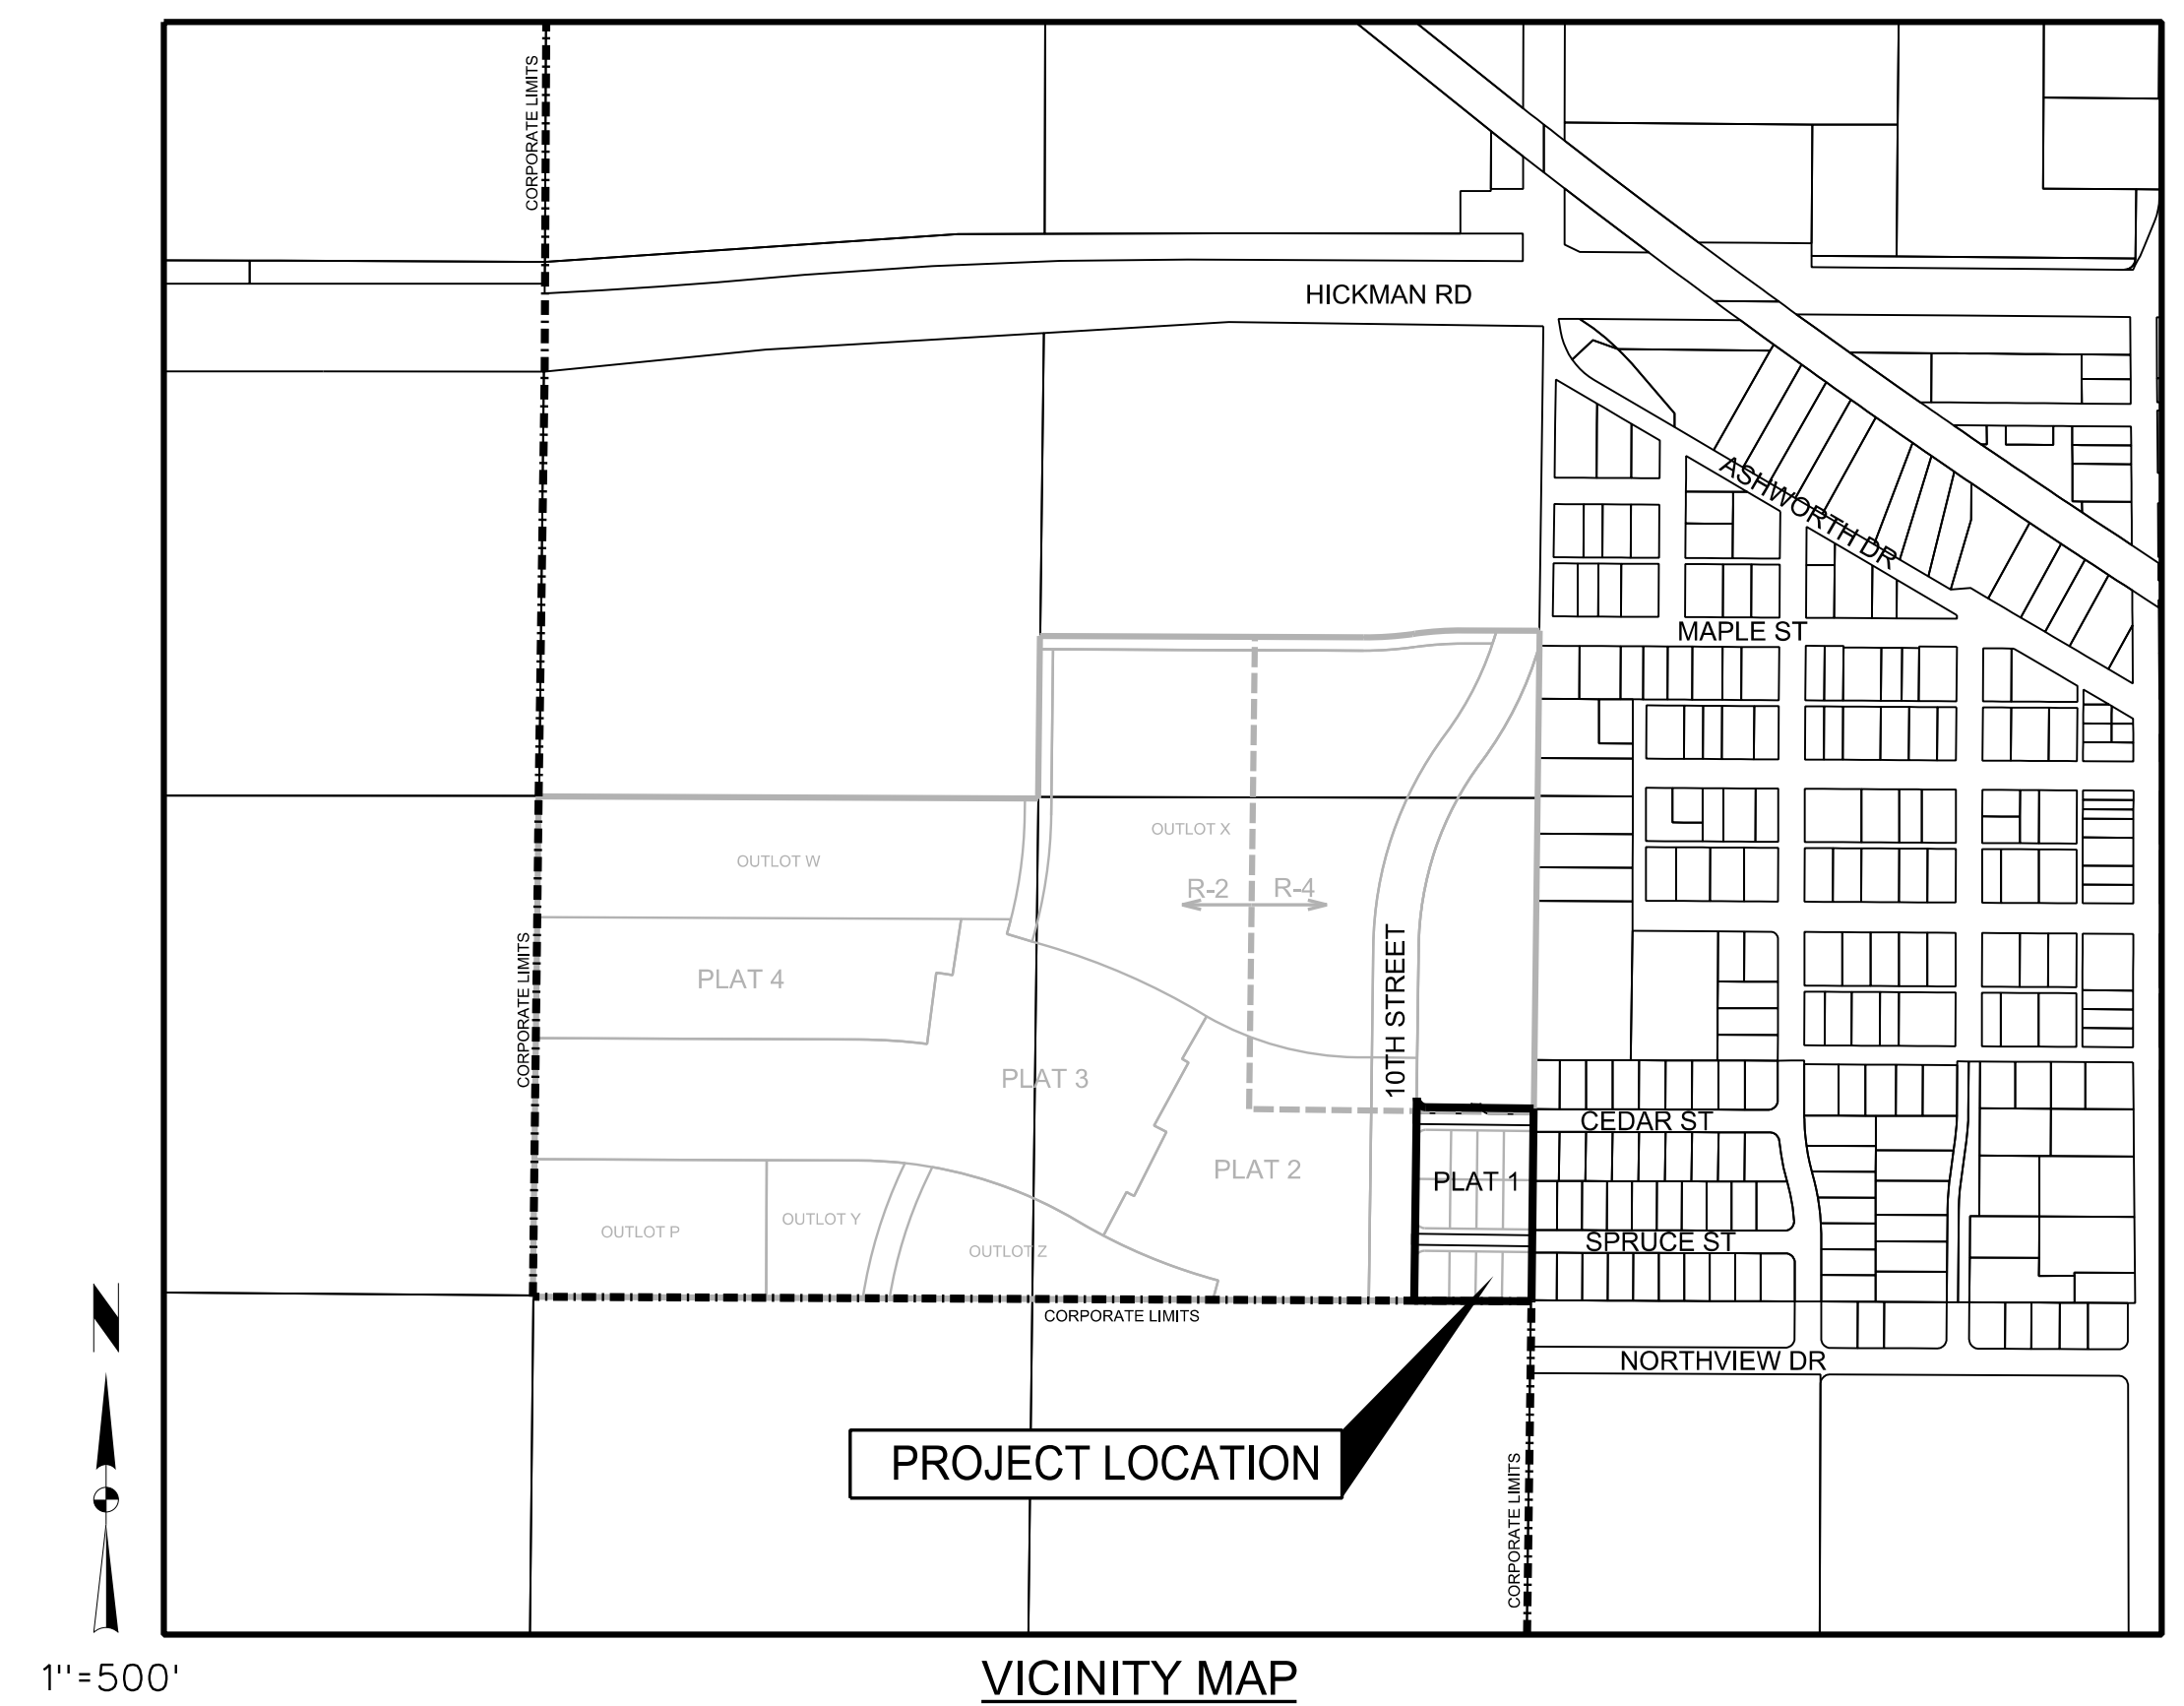 CORPORATE LIMITS
HICKMAN RD
ASHWORTH DR
MAPLE ST
OUTLOT X
OUTLOT W
R-2
R-4
10TH STREET
CORPORATE LIMITS
PLAT 4
PLAT 3
CEDAR ST
PLAT 2
PLAT 1
OUTLOT P
OUTLOT Y
OUTLOT Z
SPRUCE ST
CORPORATE LIMITS
NORTHVIEW DR
N
PROJECT LOCATION
CORPORATE LIMITS
1"=500'
VICINITY MAP